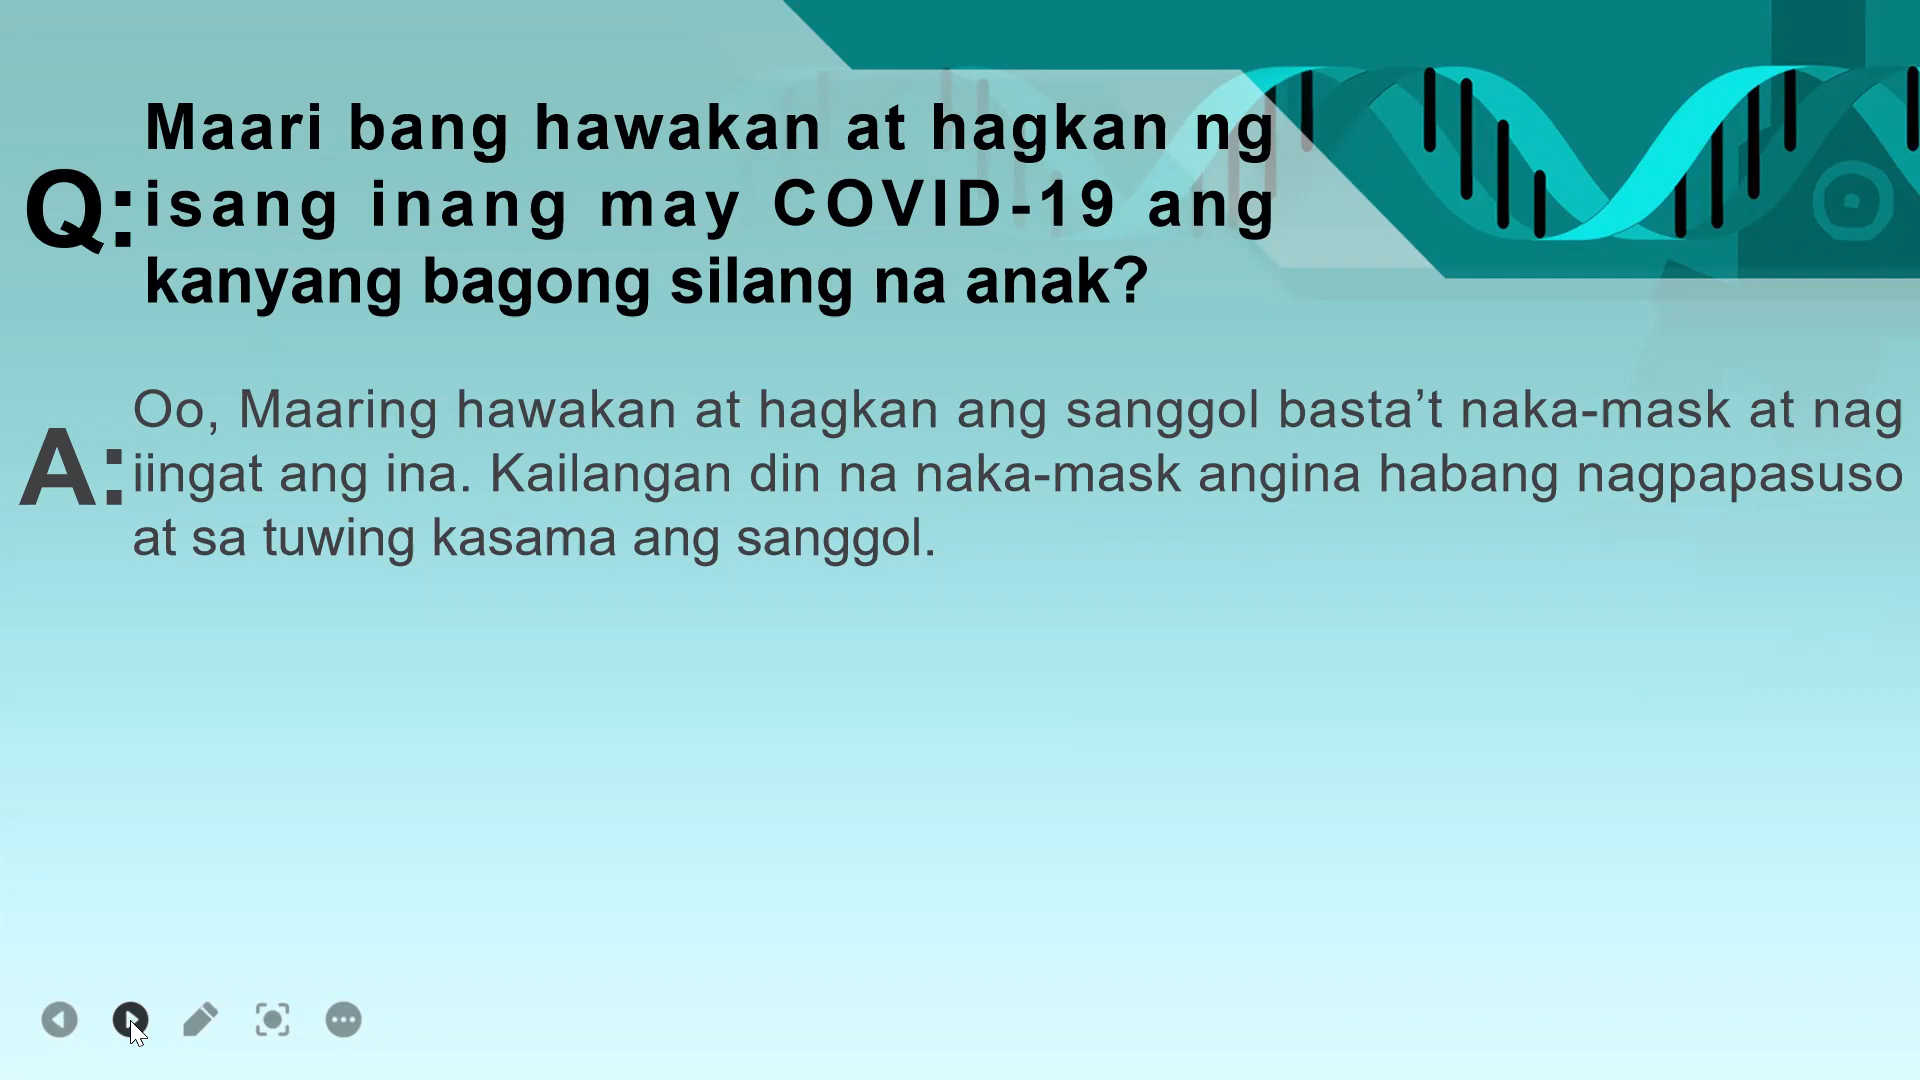 Q:
Maari bang hawakan at hagkan ng
isang inang may COVID-19 ang
kanyang bagong silang na anak?
A:
Oo, Maaring hawakan at hagkan ang sanggol basta’t naka-mask at nag
iingat ang ina. Kailangan din na naka-mask angina habang nagpapasuso
at sa tuwing kasama ang sanggol.